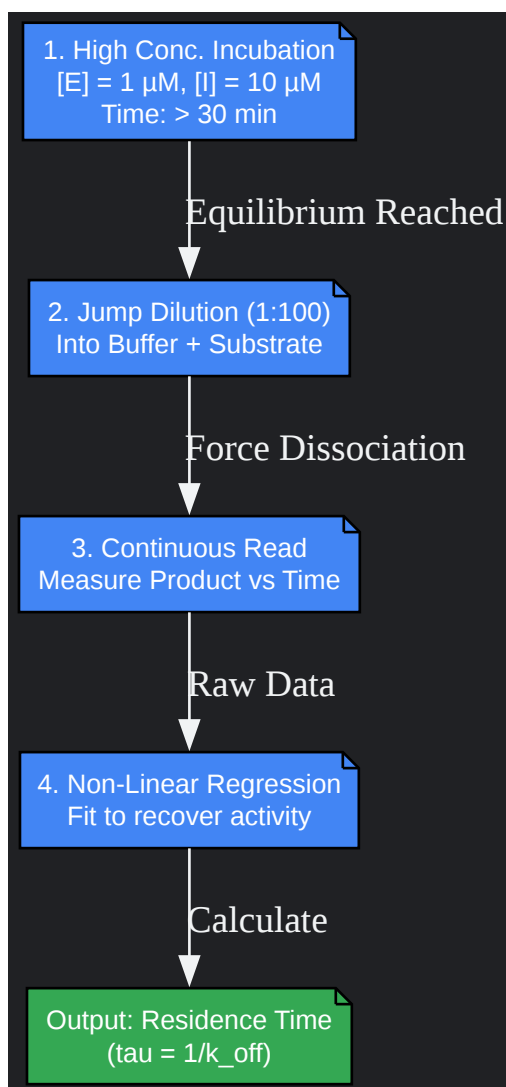 1. High Conc. Incubation
[E] = 1 µM, [I] = 10 µM
Time: > 30 min
Equilibrium Reached
2. Jump Dilution (1:100)
Into Buffer + Substrate
Force Dissociation
3. Continuous Read
Measure Product vs Time
Raw Data
4. Non-Linear Regression
Fit to recover activity
Calculate
Output: Residence Time
(tau = 1/k_off)